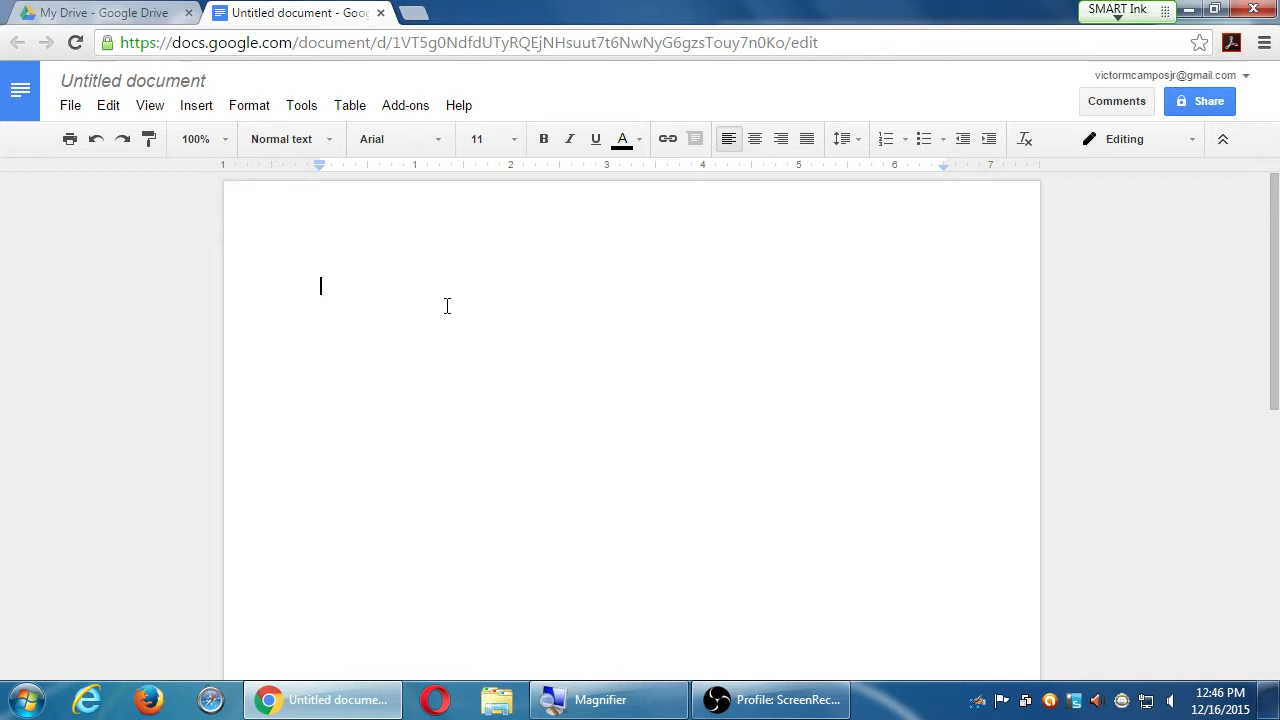 My Drive - Google Drive
Untitled document - Goog
SMART Ink
https://docs.google.com/document/d/1VT5g0NdfdUTyRQEjNHsuut7t6NwNyG6gzsTouy7n0Ko/edit
Untitled document
victormcamposjr@gmail.com
File Edit View Insert Format Tools Table Add-ons Help
Comments
Share
100% Normal text Arial 11 B I U A Editing
1 1 2 3 4 5 6 7
Untitled docume...
Magnifier
Profile: ScreenRec...
12:46 PM
12/16/2015